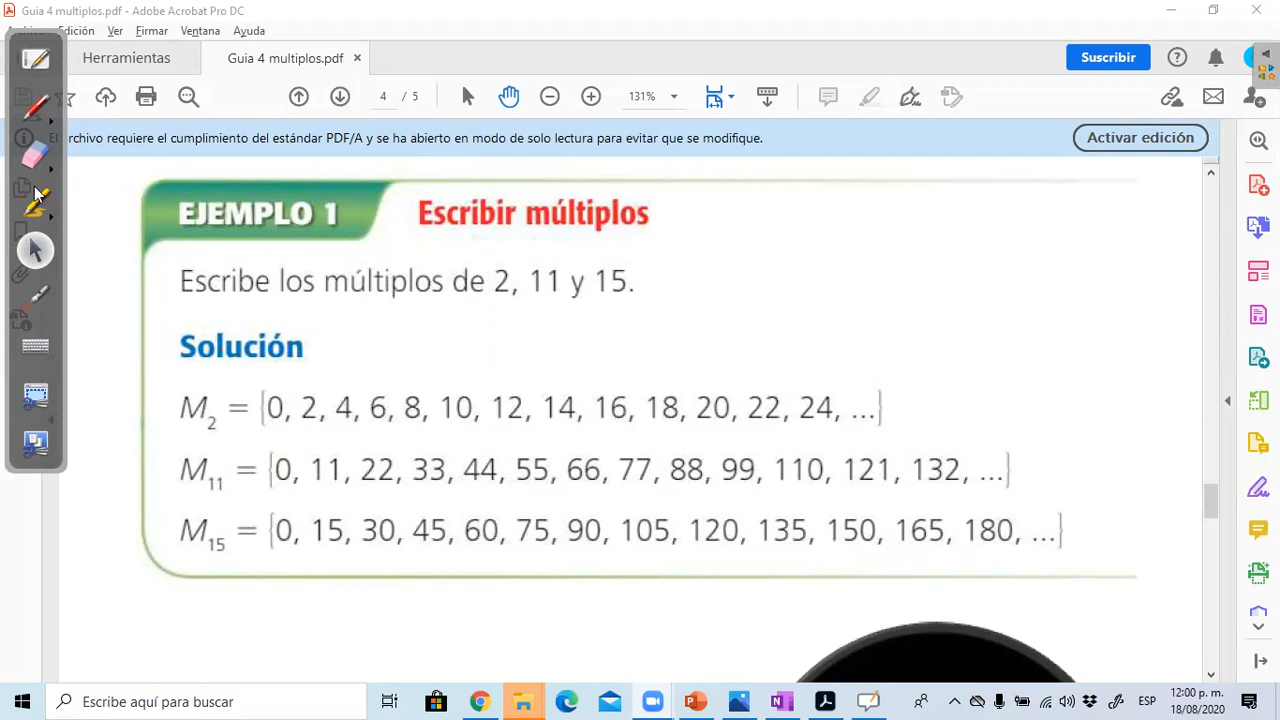 Guia 4 multiplos.pdf - Adobe Acrobat Pro DC
Edición Ver Firmar Ventana Ayuda
Herramientas Guia 4 multiplos.pdf Suscribir
4 / 5 131%
archivo requiere el cumplimiento del estándar PDF/A y se ha abierto en modo de solo lectura para evitar que se modifique. Activar edición
EJEMPLO 1 Escribir múltiplos
Escribe los múltiplos de 2, 11 y 15.
Solución
M₂ = {0, 2, 4, 6, 8, 10, 12, 14, 16, 18, 20, 22, 24, ...}
M₁₁ = {0, 11, 22, 33, 44, 55, 66, 77, 88, 99, 110, 121, 132, ...}
M₁₅ = {0, 15, 30, 45, 60, 75, 90, 105, 120, 135, 150, 165, 180, ...}
Escribe aquí para buscar
ESP
12:00 p. m.
18/08/2020